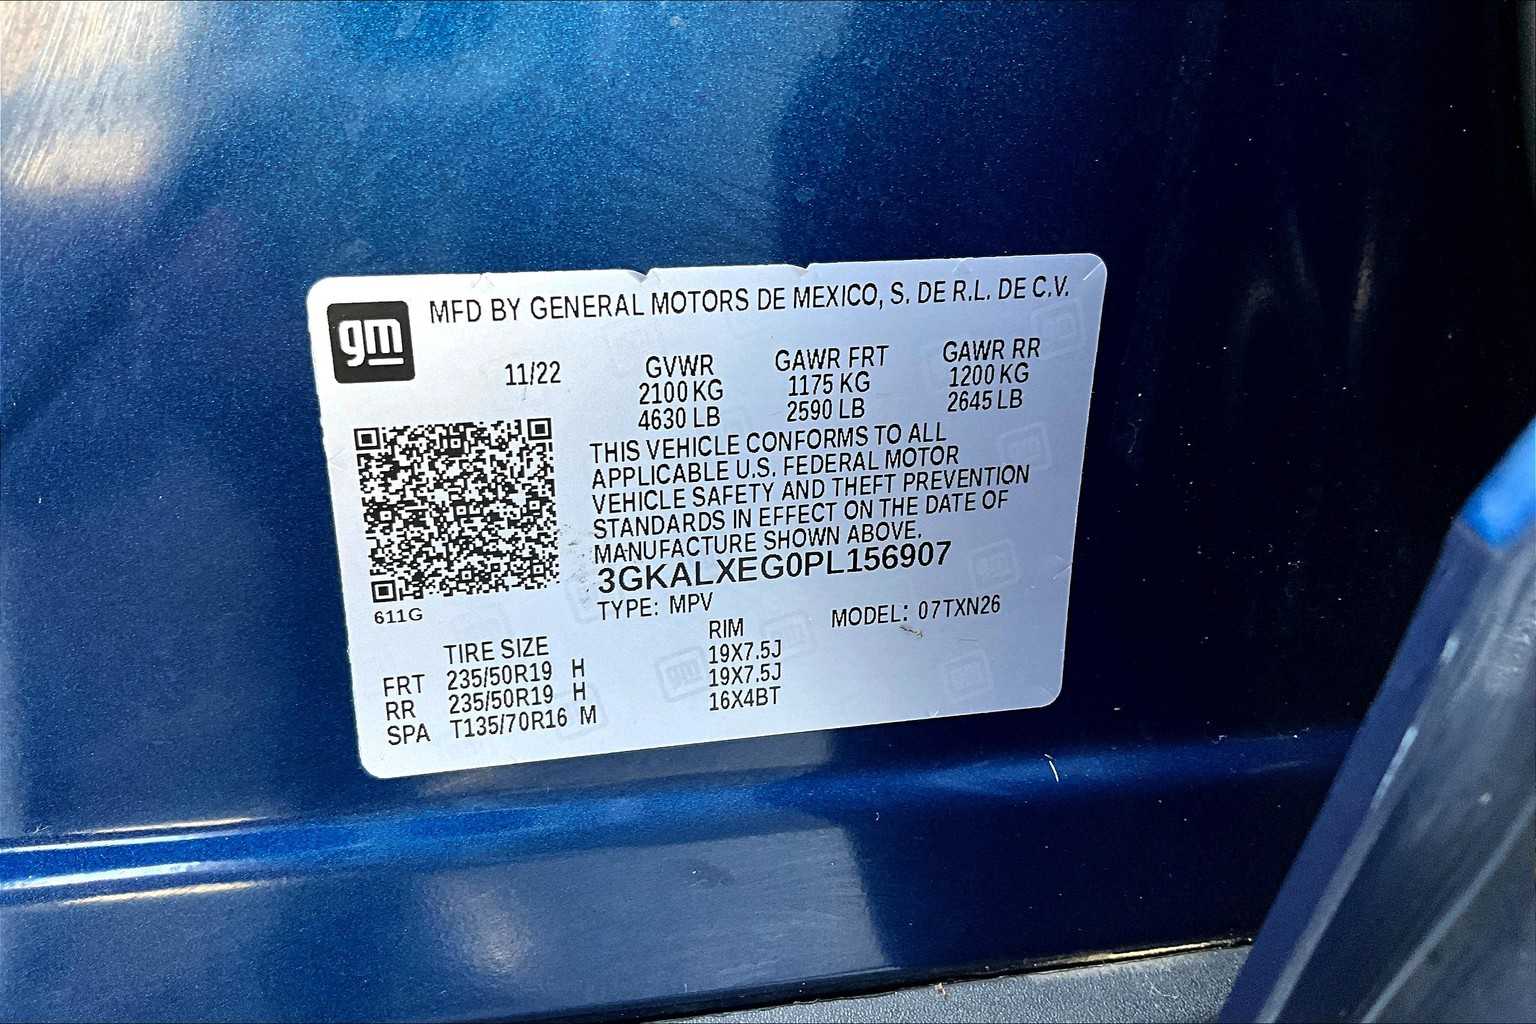 gm
MFD BY GENERAL MOTORS DE MEXICO, S. DE R.L. DE C.V.
11/22 GVWR GAWR FRT GAWR RR
2100 KG 1175 KG 1200 KG
4630 LB 2590 LB 2645 LB
THIS VEHICLE CONFORMS TO ALL
APPLICABLE U.S. FEDERAL MOTOR
VEHICLE SAFETY AND THEFT PREVENTION
STANDARDS IN EFFECT ON THE DATE OF
MANUFACTURE SHOWN ABOVE.
3GKALXEG0PL156907
611G
TYPE: MPV MODEL: 07TXN26
TIRE SIZE RIM
FRT 235/50R19 H 19X7.5J
RR 235/50R19 H 19X7.5J
SPA T135/70R16 M 16X4BT